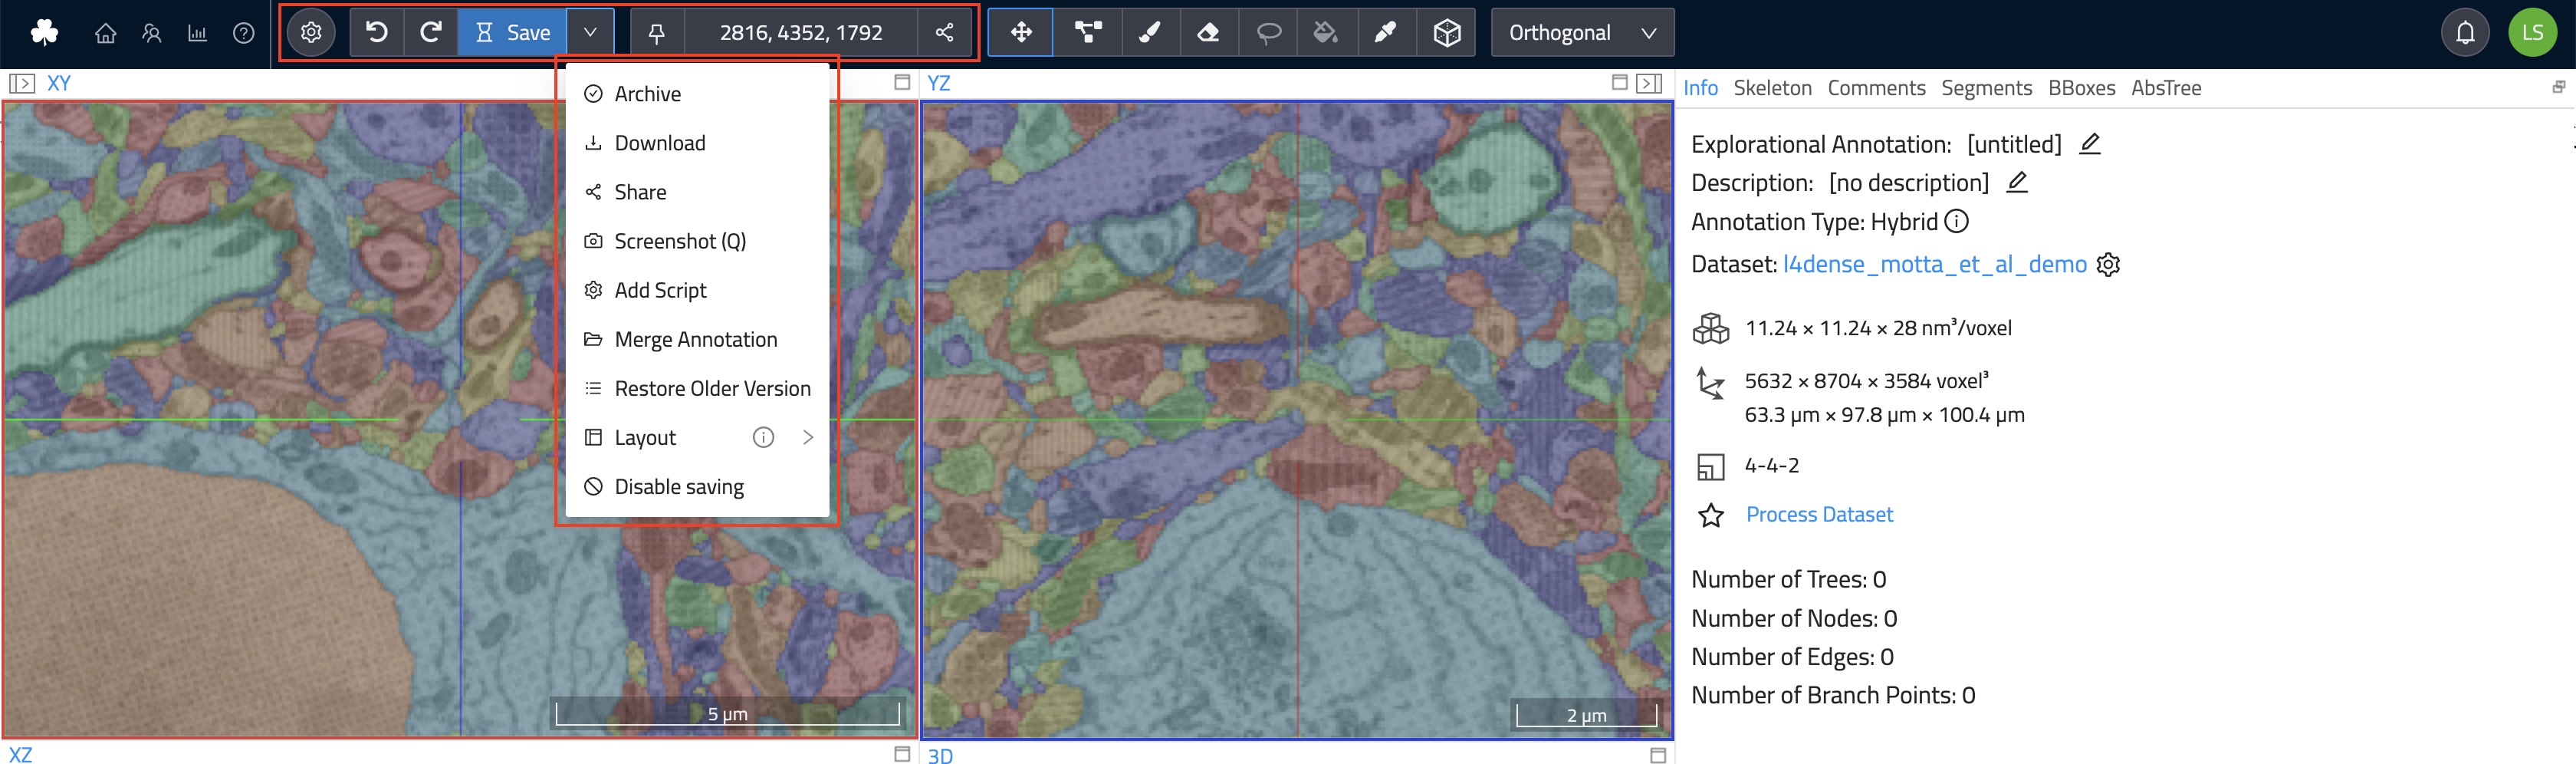 Save
2816, 4352, 1792
Orthogonal
LS
XY
YZ
Info Skeleton Comments Segments BBoxes AbsTree
Archive
Download
Share
Screenshot (Q)
Add Script
Merge Annotation
Restore Older Version
Layout
Disable saving
Explorational Annotation: [untitled]
Description: [no description]
Annotation Type: Hybrid
Dataset: l4dense_motta_et_al_demo
11.24 × 11.24 × 28 nm³/voxel
5632 × 8704 × 3584 voxel³
63.3 µm × 97.8 µm × 100.4 µm
4-4-2
Process Dataset
Number of Trees: 0
Number of Nodes: 0
Number of Edges: 0
Number of Branch Points: 0
5 µm
2 µm
XZ
3D